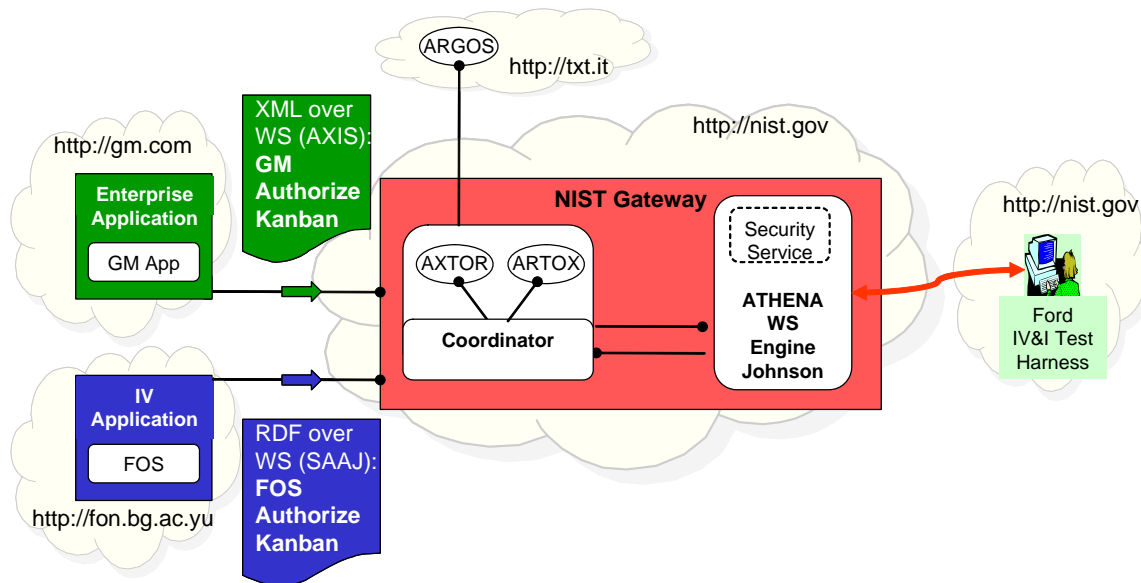 ARGOS
http://txt.it
http://gm.com
Enterprise
Application
GM App
XML over
WS (AXIS):
GM
Authorize
Kanban
http://nist.gov
NIST Gateway
AXTOR
ARTOX
Coordinator
Security
Service
ATHENA
WS
Engine
Johnson
http://nist.gov
Ford
IV&I Test
Harness
IV
Application
FOS
http://fon.bg.ac.yu
RDF over
WS (SAAJ):
FOS
Authorize
Kanban